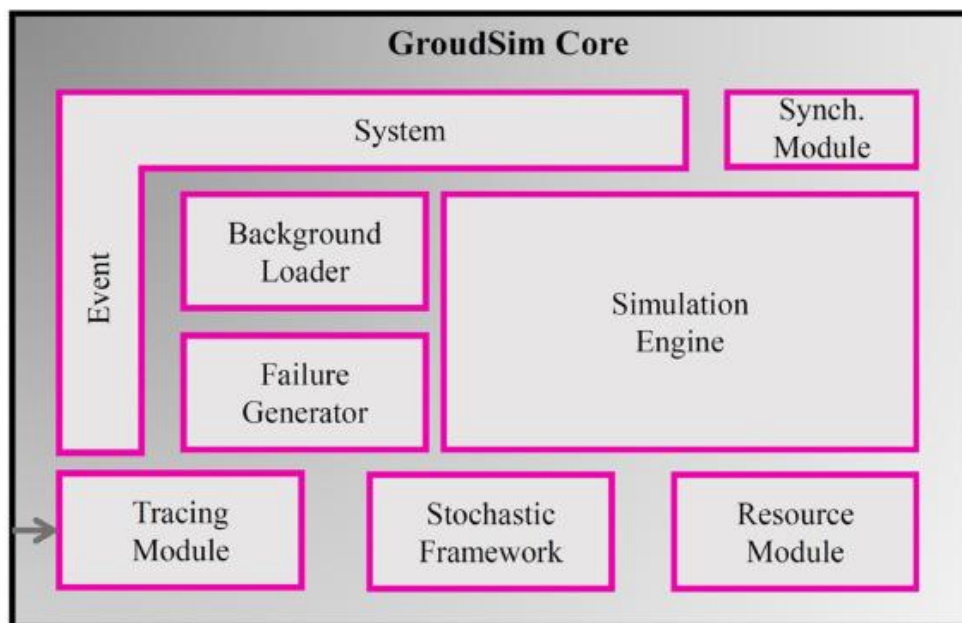 GroudSim Core
System
Synch.
Module
Event
Background
Loader
Simulation
Engine
Failure
Generator
Tracing
Module
Stochastic
Framework
Resource
Module